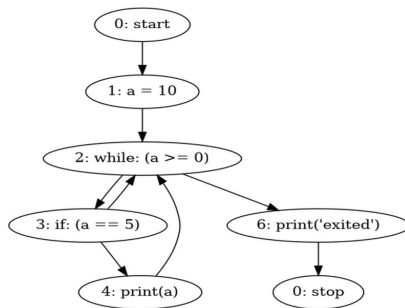 0: start
1: a = 10
2: while: (a >= 0)
3: if: (a == 5)
6: print('exited')
4: print(a)
0: stop